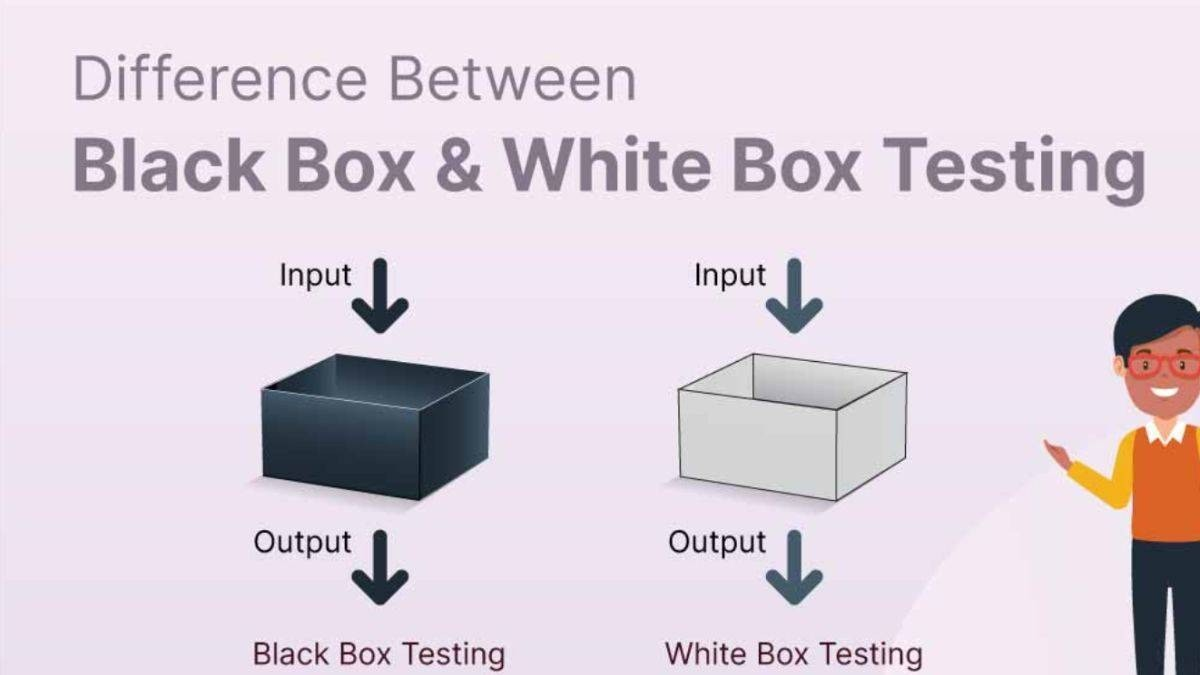 Difference Between
Black Box & White Box Testing
Input
Input
Output
Output
Black Box Testing
White Box Testing